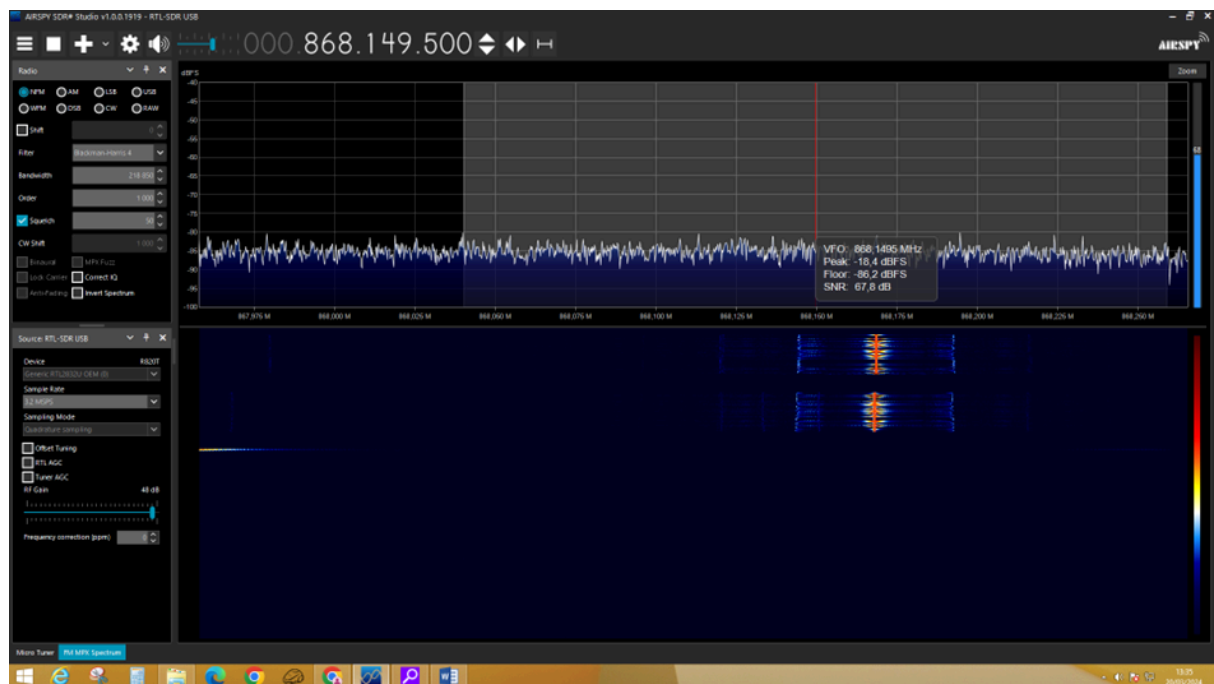 AIRSPY SDR# Studio v1.0.0.1919 - RTL-SDR USB
000.868.149.500
AIRSPY
Radio
dBFS
Zoom
NFM AM LSB USB
WFM DSB CW RAW
Shift 0
Filter Blackman-Harris 4
Bandwidth 218.850
Order 1.000
Squelch 50
CW Shift 1.000
Binaural MPX Fuzz
Lock Carrier Correct IQ
Anti-Fading Invert Spectrum
-40
-45
-50
-55
-60
-65
-70
-75
-80
-85
-90
-95
-100
68
VFO: 868,1495 MHz
Peak: -18,4 dBFS
Floor: -86,2 dBFS
SNR: 67,8 dB
867,975 M 868,000 M 868,025 M 868,050 M 868,075 M 868,100 M 868,125 M 868,150 M 868,175 M 868,200 M 868,225 M 868,250 M
Source: RTL-SDR USB
Device R820T
Generic RTL2832U OEM (0)
Sample Rate
3.2 MSPS
Sampling Mode
Quadrature sampling
Offset Tuning
RTL AGC
Tuner AGC
RF Gain 48 dB
Frequency correction (ppm) 0
Micro Tuner FM MPX Spectrum
13:25
20/03/2024